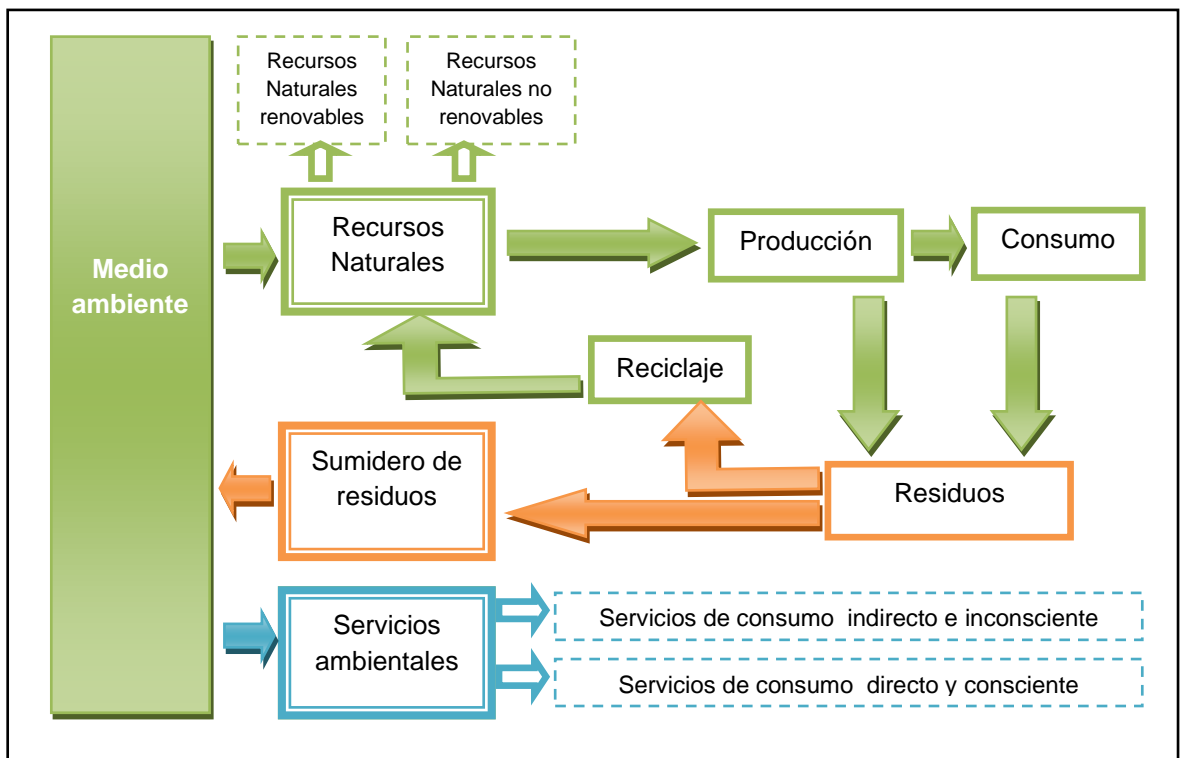 Medio
ambiente
Recursos
Naturales
renovables
Recursos
Naturales no
renovables
Recursos
Naturales
Producción
Consumo
Reciclaje
Sumidero de
residuos
Residuos
Servicios
ambientales
Servicios de consumo indirecto e inconsciente
Servicios de consumo directo y consciente